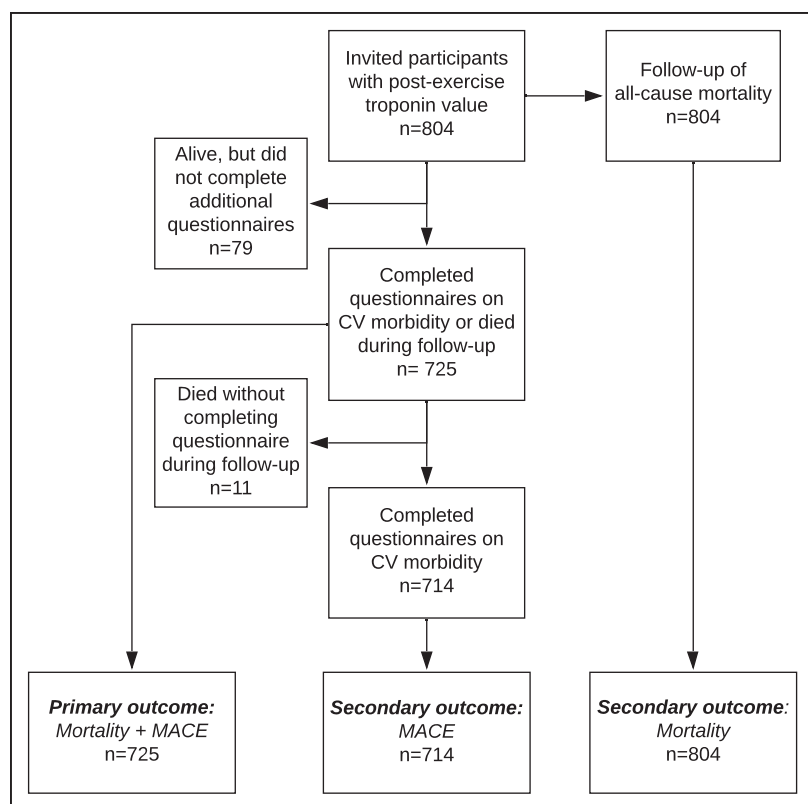 Invited participants
with post-exercise
troponin value
n=804
Follow-up of
all-cause mortality
n=804
Alive, but did
not complete
additional
questionnaires
n=79
Completed
questionnaires on
CV morbidity or died
during follow-up
n= 725
Died without
completing
questionnaire
during follow-up
n=11
Completed
questionnaires on
CV morbidity
n=714
Primary outcome:
Mortality + MACE
n=725
Secondary outcome:
MACE
n=714
Secondary outcome:
Mortality
n=804